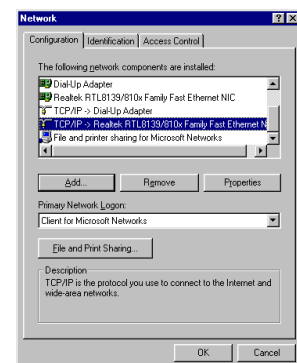 Network
Configuration Identification Access Control
The following network components are installed:
Dial-Up Adapter
Realtek RTL8139/810x Family Fast Ethernet NIC
TCP/IP -> Dial-Up Adapter
TCP/IP -> Realtek RTL8139/810x Family Fast Ethernet N
File and printer sharing for Microsoft Networks
Add... Remove Properties
Primary Network Logon:
Client for Microsoft Networks
File and Print Sharing...
Description
TCP/IP is the protocol you use to connect to the Internet and
wide-area networks.
OK Cancel